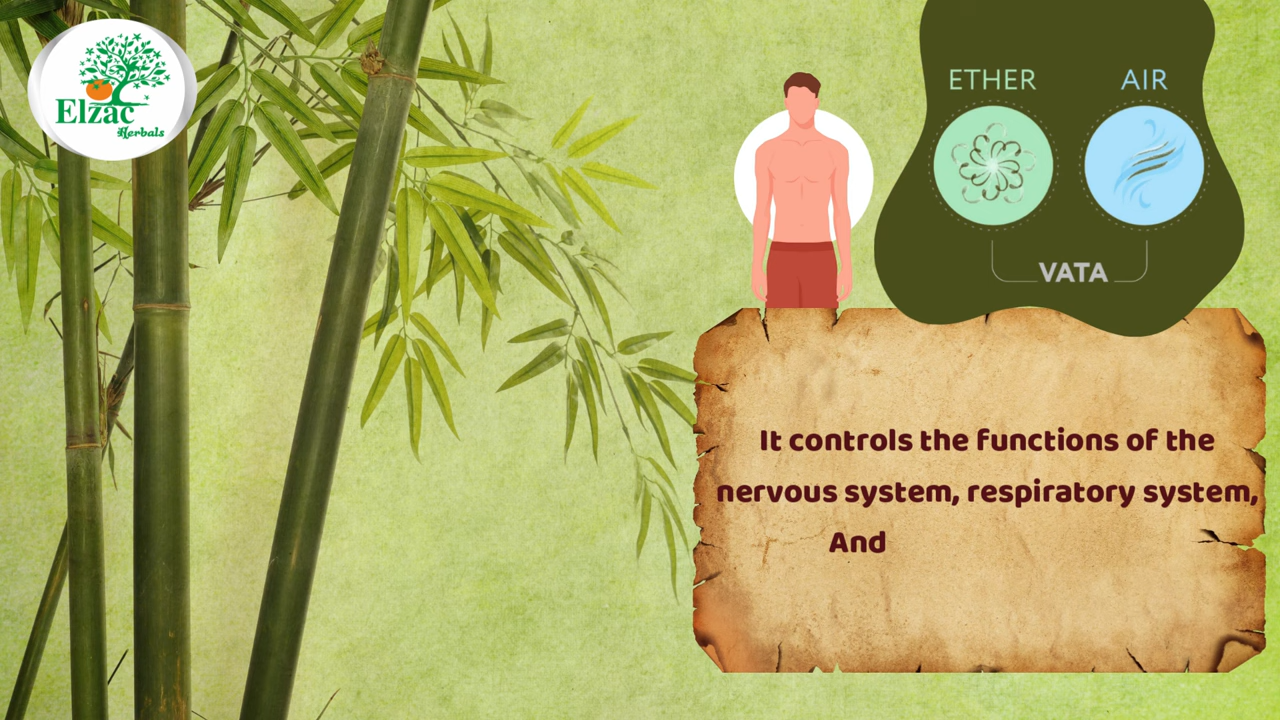 Elzac
Herbals
ETHER
AIR
VATA
It controls the functions of the
nervous system, respiratory system,
And